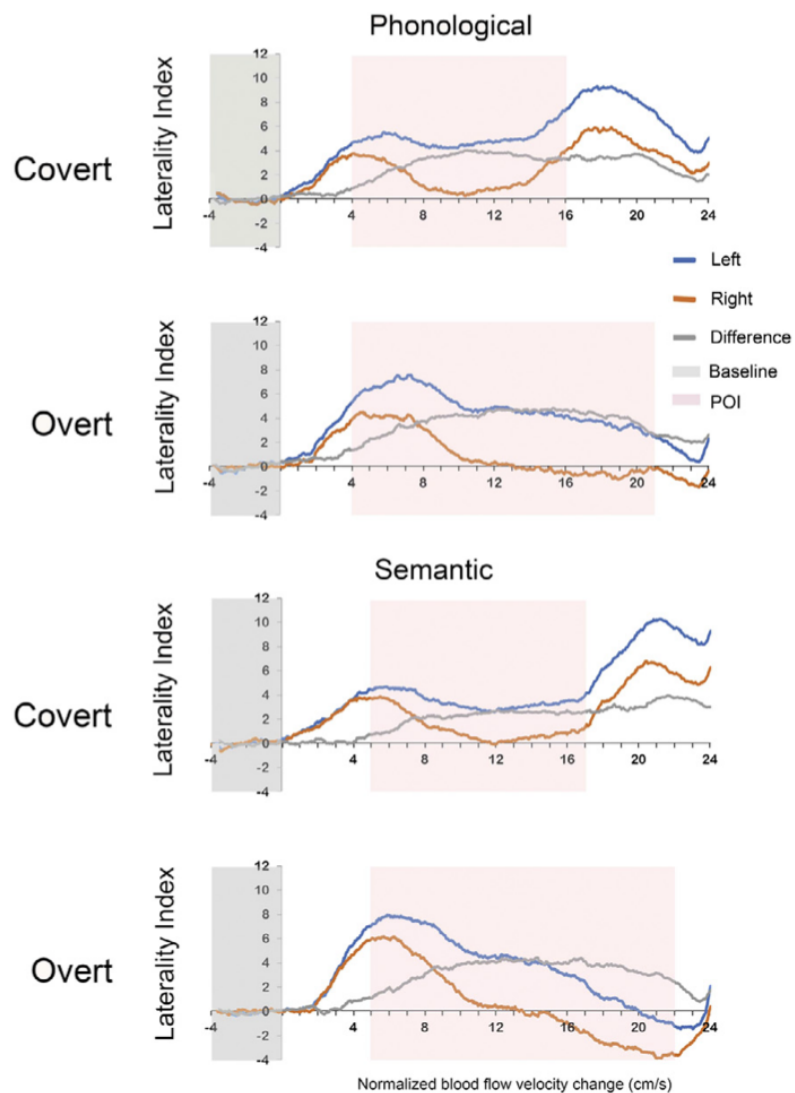 Phonological
Covert
Laterality Index
12
10
8
6
4
2
0
-2
-4
-4 0 4 8 12 16 20 24
Left
Right
Difference
Baseline
POI
Overt
Laterality Index
12
10
8
6
4
2
0
-2
-4
-4 0 4 8 12 16 20 24
Semantic
Covert
Laterality Index
12
10
8
6
4
2
0
-2
-4
-4 0 4 8 12 16 20 24
Overt
Laterality Index
12
10
8
6
4
2
0
-2
-4
-4 0 4 8 12 16 20 24
Normalized blood flow velocity change (cm/s)